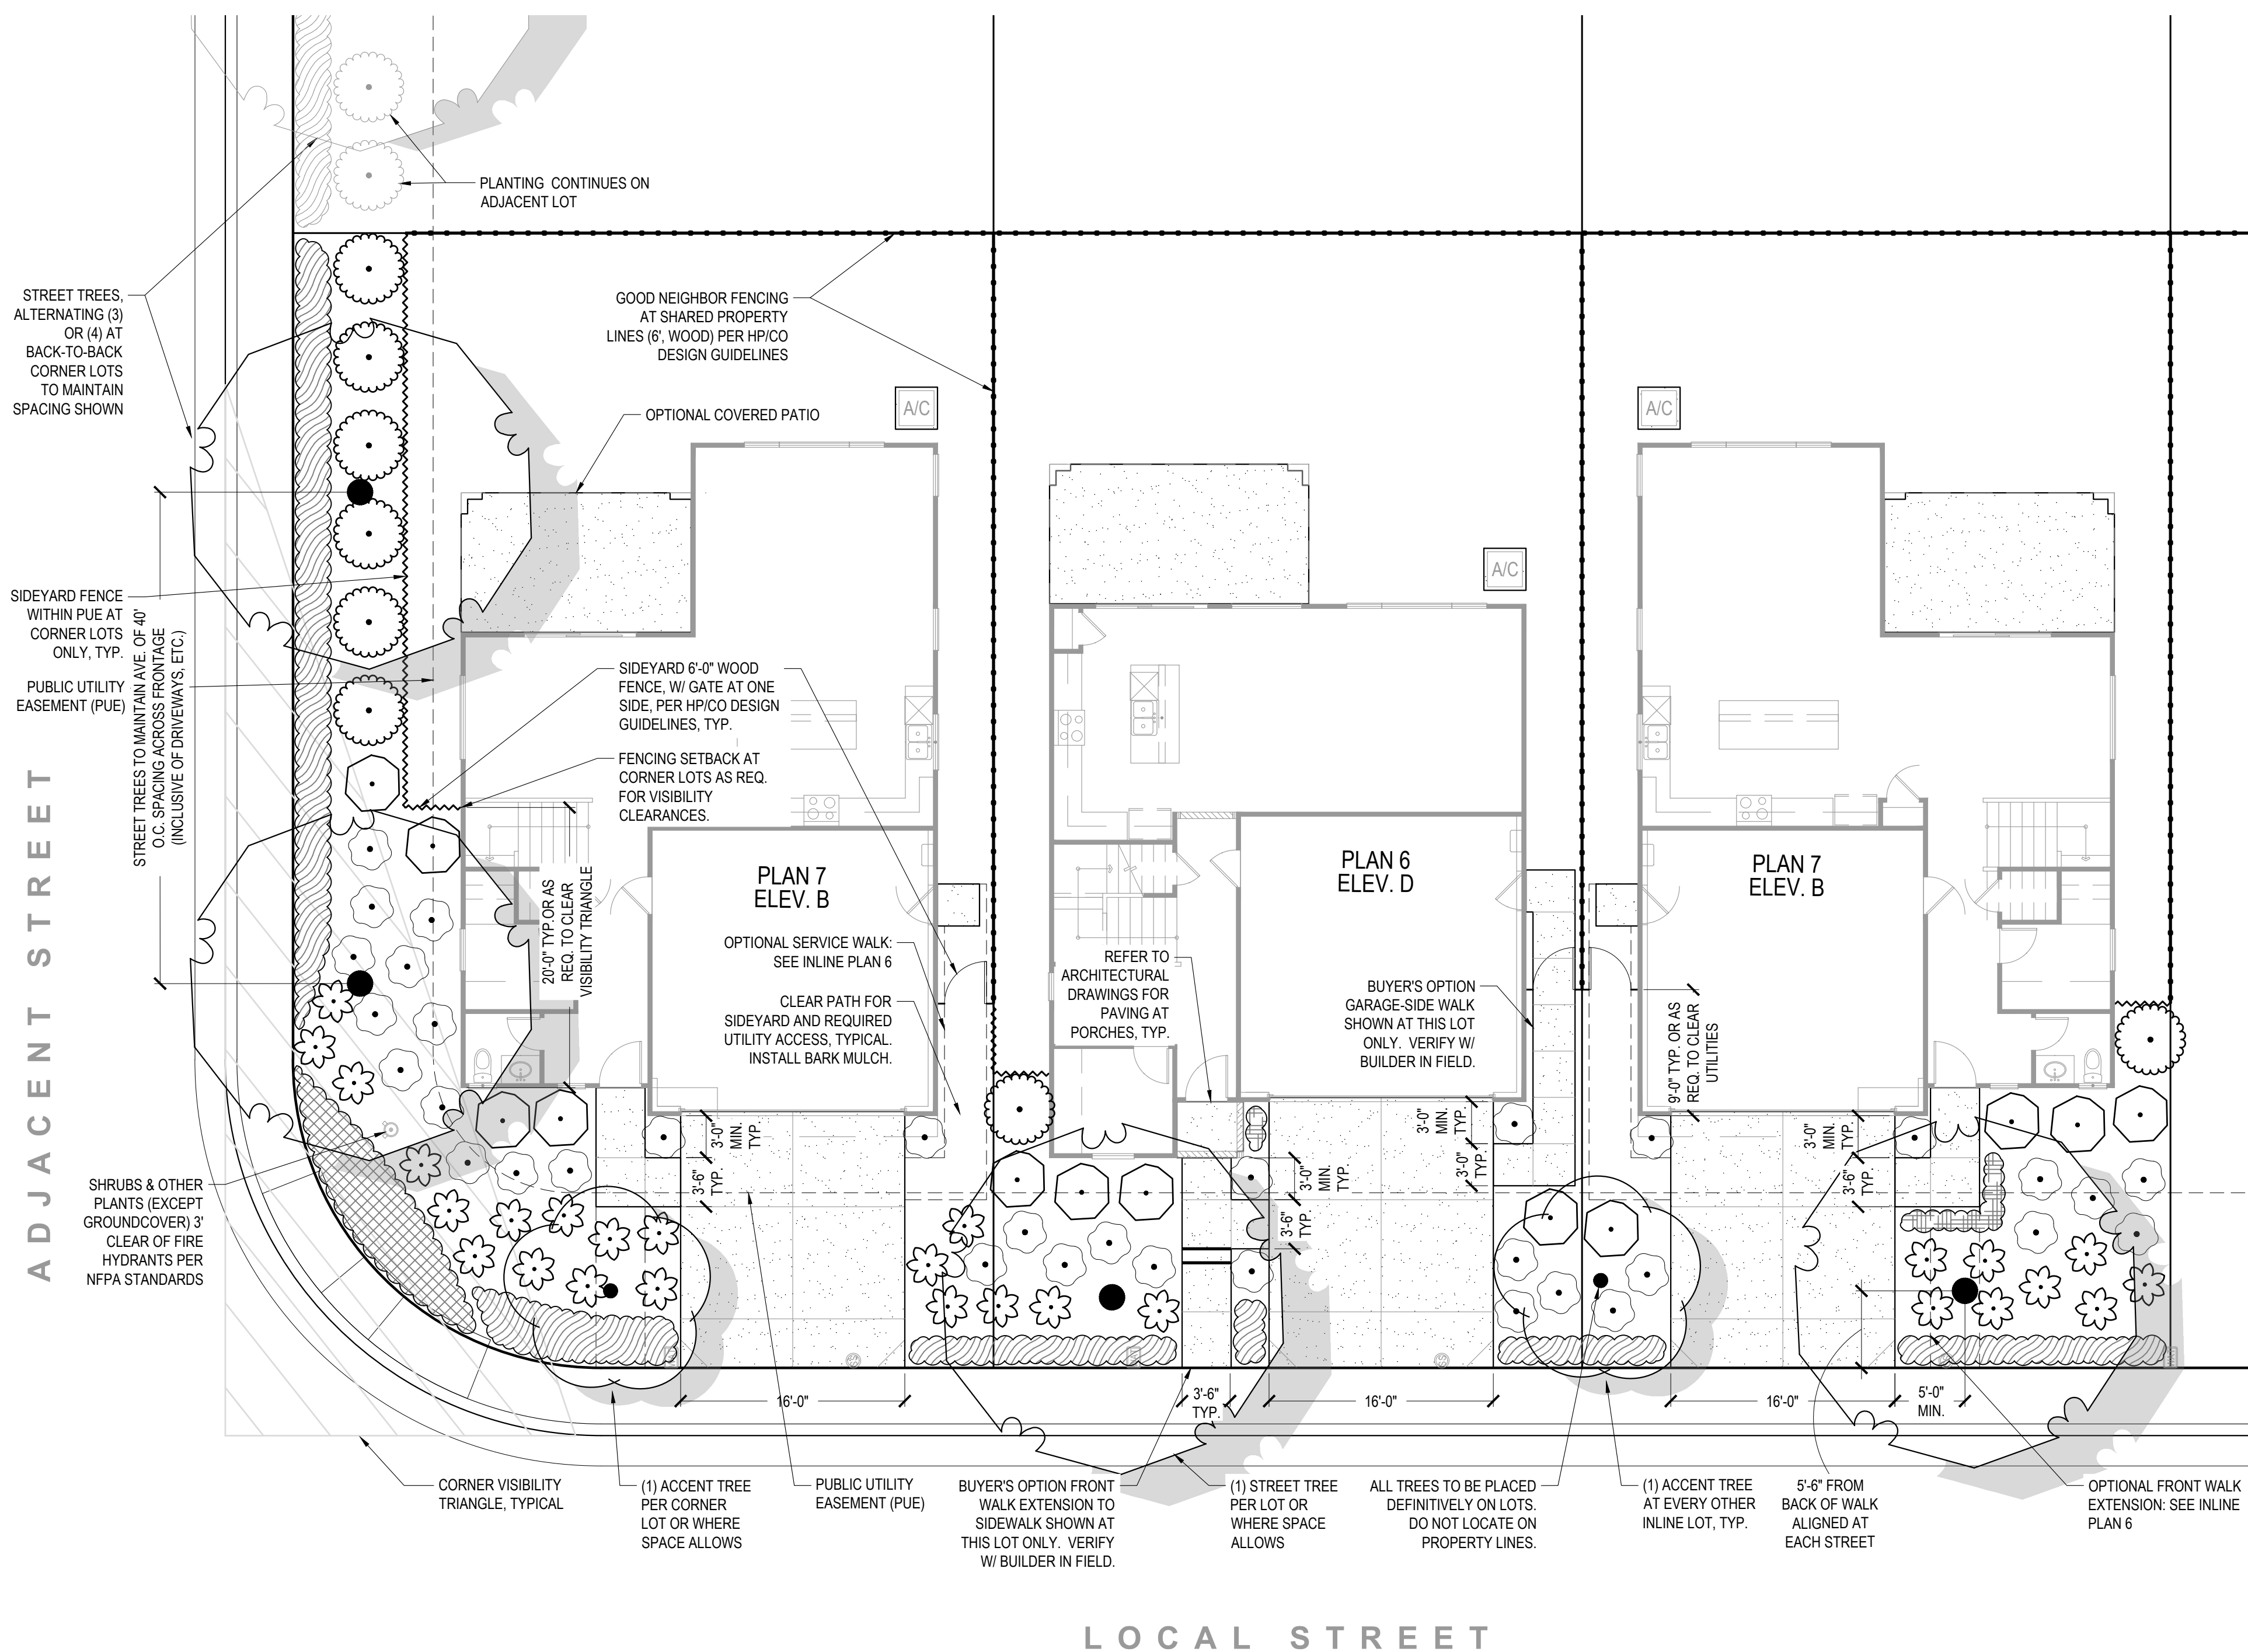 PLANTING CONTINUES ON
ADJACENT LOT
STREET TREES,
ALTERNATING (3)
OR (4) AT
BACK-TO-BACK
CORNER LOTS
TO MAINTAIN
SPACING SHOWN
GOOD NEIGHBOR FENCING
AT SHARED PROPERTY
LINES (6', WOOD) PER HP/CO
DESIGN GUIDELINES
OPTIONAL COVERED PATIO
A/C
A/C
A/C
SIDEYARD FENCE
WITHIN PUE AT
CORNER LOTS
ONLY, TYP.
PUBLIC UTILITY
EASEMENT (PUE)
STREET TREES TO MAINTAIN AVE. OF 40'
O.C. SPACING ACROSS FRONTAGE
(INCLUSIVE OF DRIVEWAYS, ETC.)
SIDEYARD 6'-0" WOOD
FENCE, W/ GATE AT ONE
SIDE, PER HP/CO DESIGN
GUIDELINES, TYP.
FENCING SETBACK AT
CORNER LOTS AS REQ.
FOR VISIBILITY
CLEARANCES.
20'-0" TYP.OR AS
REQ. TO CLEAR
VISIBILITY TRIANGLE
PLAN 7
ELEV. B
PLAN 6
ELEV. D
PLAN 7
ELEV. B
OPTIONAL SERVICE WALK:
SEE INLINE PLAN 6
CLEAR PATH FOR
SIDEYARD AND REQUIRED
UTILITY ACCESS, TYPICAL.
INSTALL BARK MULCH.
REFER TO
ARCHITECTURAL
DRAWINGS FOR
PAVING AT
PORCHES, TYP.
BUYER'S OPTION
GARAGE-SIDE WALK
SHOWN AT THIS LOT
ONLY. VERIFY W/
BUILDER IN FIELD.
9'-0" TYP. OR AS
REQ. TO CLEAR
UTILITIES
ADJACENT STREET
3'-0"
MIN.
TYP.
3'-6"
TYP.
3'-0"
MIN.
TYP.
3'-6"
TYP.
3'-0"
MIN.
TYP.
3'-0"
TYP.
3'-0"
MIN.
TYP.
3'-6"
TYP.
SHRUBS & OTHER
PLANTS (EXCEPT
GROUNDCOVER) 3'
CLEAR OF FIRE
HYDRANTS PER
NFPA STANDARDS
16'-0"
3'-6"
TYP.
16'-0"
16'-0"
5'-0"
MIN.
CORNER VISIBILITY
TRIANGLE, TYPICAL
(1) ACCENT TREE
PER CORNER
LOT OR WHERE
SPACE ALLOWS
PUBLIC UTILITY
EASEMENT (PUE)
BUYER'S OPTION FRONT
WALK EXTENSION TO
SIDEWALK SHOWN AT
THIS LOT ONLY. VERIFY
W/ BUILDER IN FIELD.
(1) STREET TREE
PER LOT OR
WHERE SPACE
ALLOWS
ALL TREES TO BE PLACED
DEFINITIVELY ON LOTS.
DO NOT LOCATE ON
PROPERTY LINES.
(1) ACCENT TREE
AT EVERY OTHER
INLINE LOT, TYP.
5'-6" FROM
BACK OF WALK
ALIGNED AT
EACH STREET
OPTIONAL FRONT WALK
EXTENSION: SEE INLINE
PLAN 6
LOCAL STREET